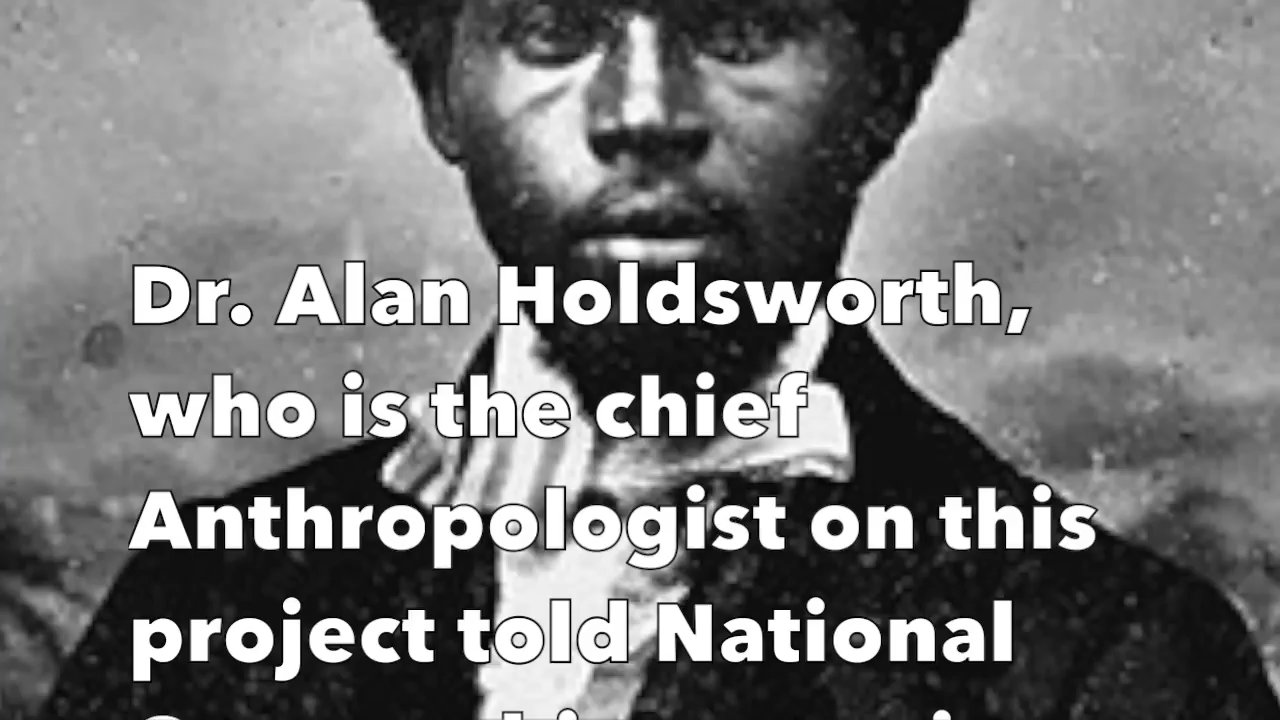 Dr. Alan Holdsworth,
who is the chief
Anthropologist on this
project told National